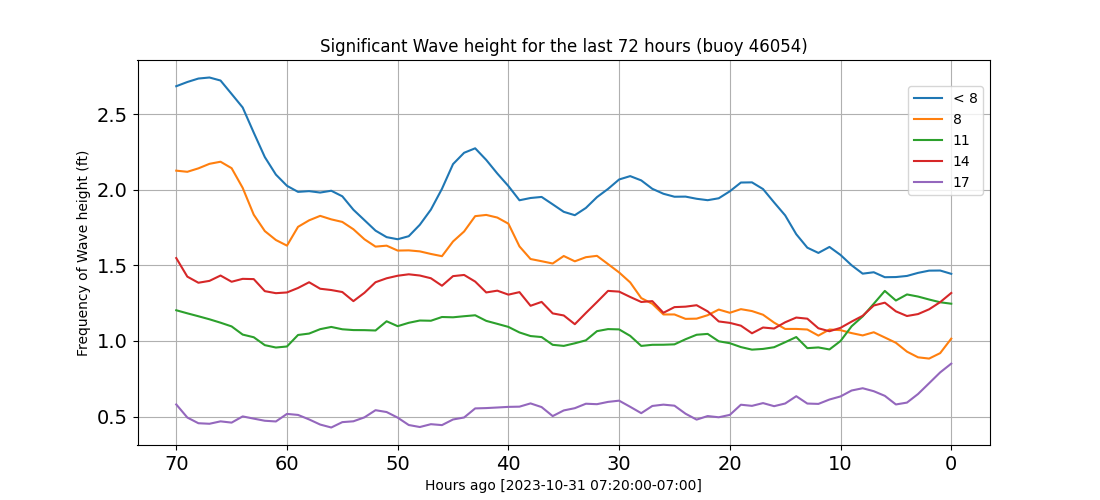 Significant Wave height for the last 72 hours (buoy 46054)
Frequency of Wave height (ft)
2.5
2.0
1.5
1.0
0.5
< 8
8
11
14
17
70 60 50 40 30 20 10 0
Hours ago [2023-10-31 07:20:00-07:00]